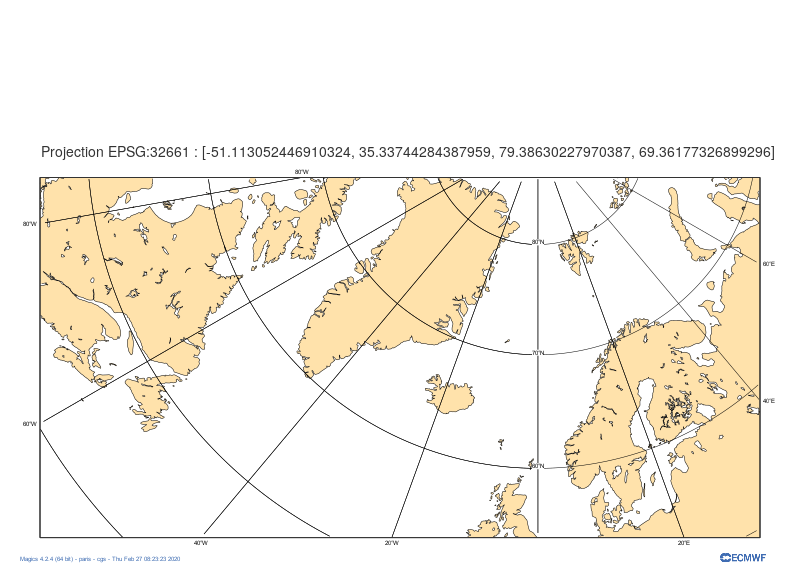 Projection EPSG:32661 : [-51.113052446910324, 35.33744284387959, 79.38630227970387, 69.36177326899296]
80°W
80°W
80°N
60°E
70°N
40°E
60°W
60°N
40°W
20°W
20°E
Magics 4.2.4 (64 bit) - paris - cgs - Thu Feb 27 08:23:23 2020
ECMWF